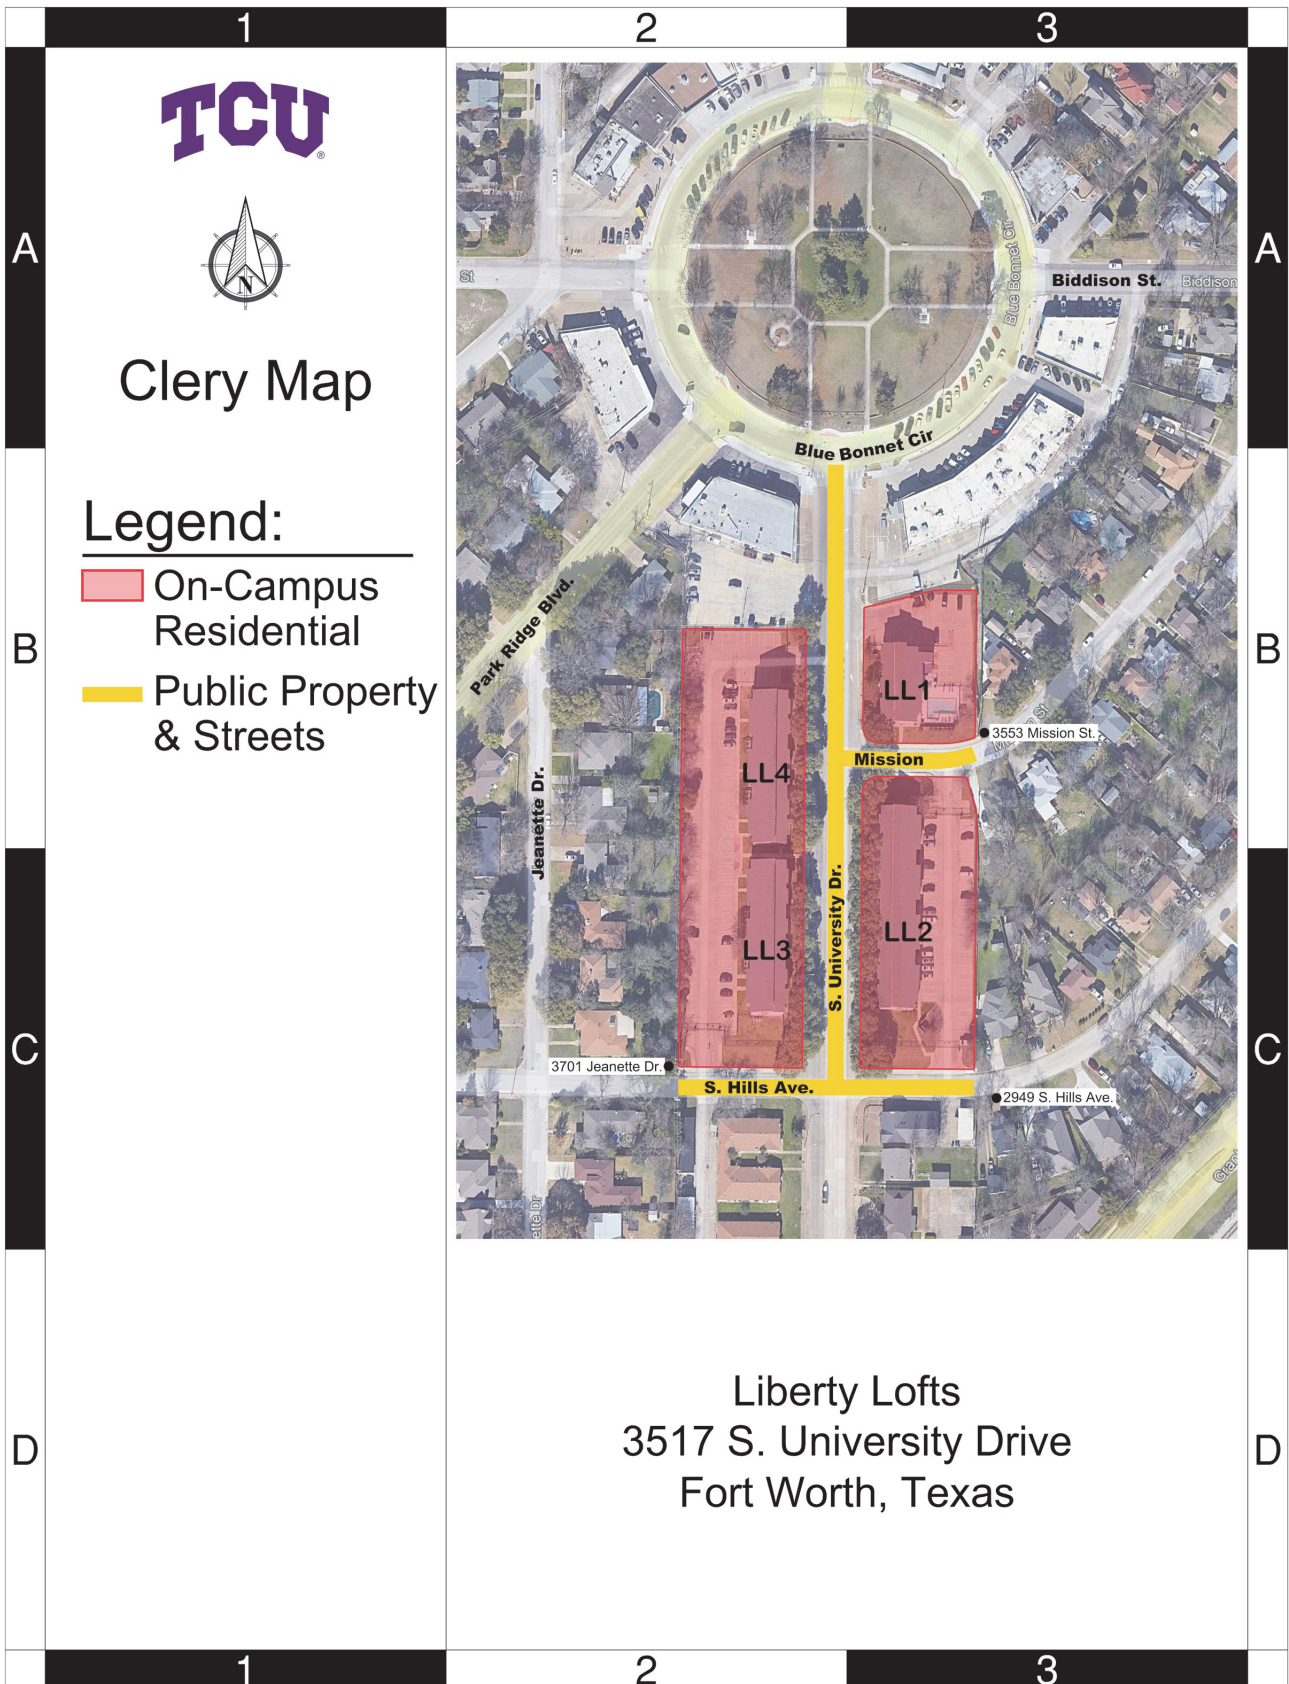 1
2
3
A
A
TCU
®
N
Clery Map
Legend:
On-Campus
Residential
Public Property
& Streets
St
Blue Bonnet Cir
Biddison St.
Biddison
Blue Bonnet Cir
Park Ridge Blvd.
B
B
LL1
3553 Mission St.
Mission
LL4
Jeanette Dr.
S. University Dr.
LL2
LL3
C
C
3701 Jeanette Dr.
S. Hills Ave.
2949 S. Hills Ave.
ette Dr
Liberty Lofts
3517 S. University Drive
Fort Worth, Texas
D
D
1
2
3